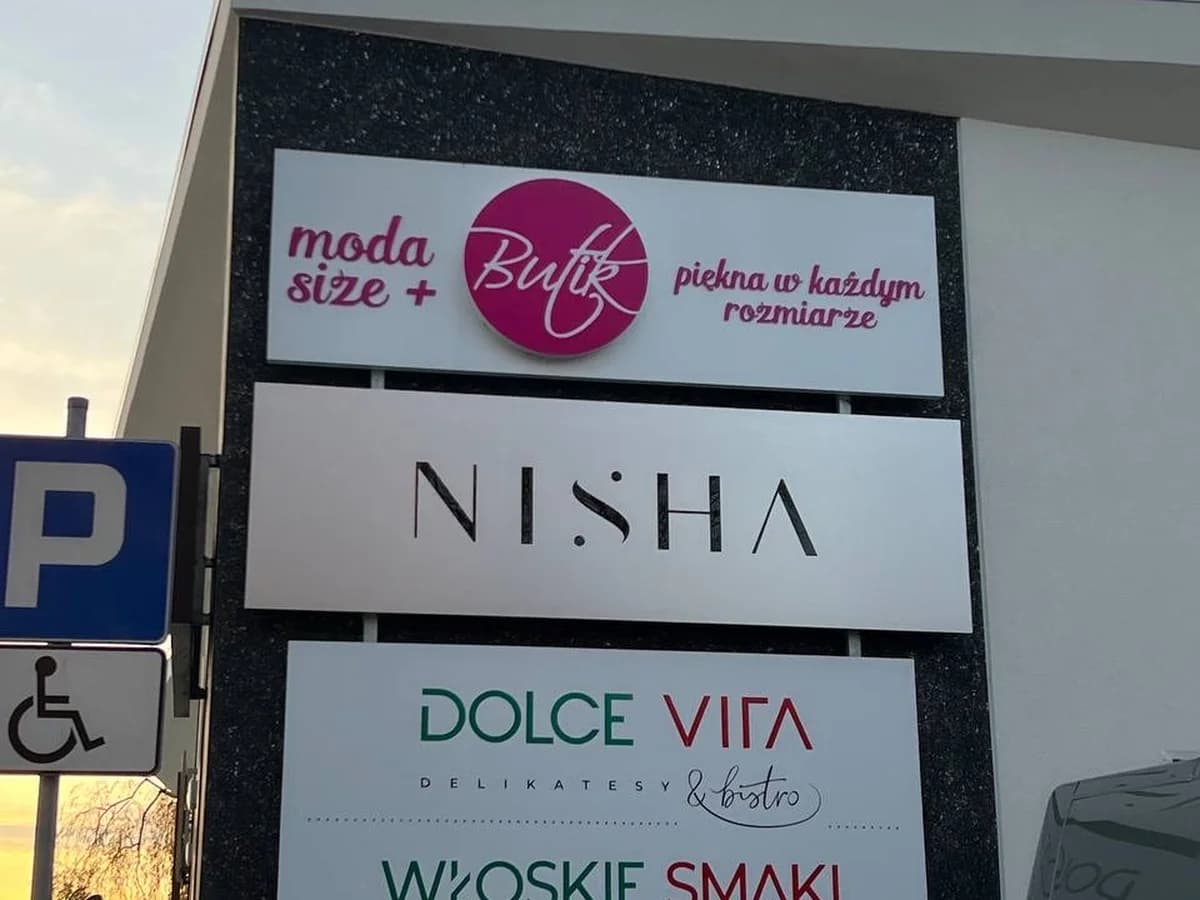 moda
size +
Butik
piękna w każdym
rozmiarze
NISHA
P
DOLCE VITA
DELIKATESY & bistro
WŁOSKIE SMAKI